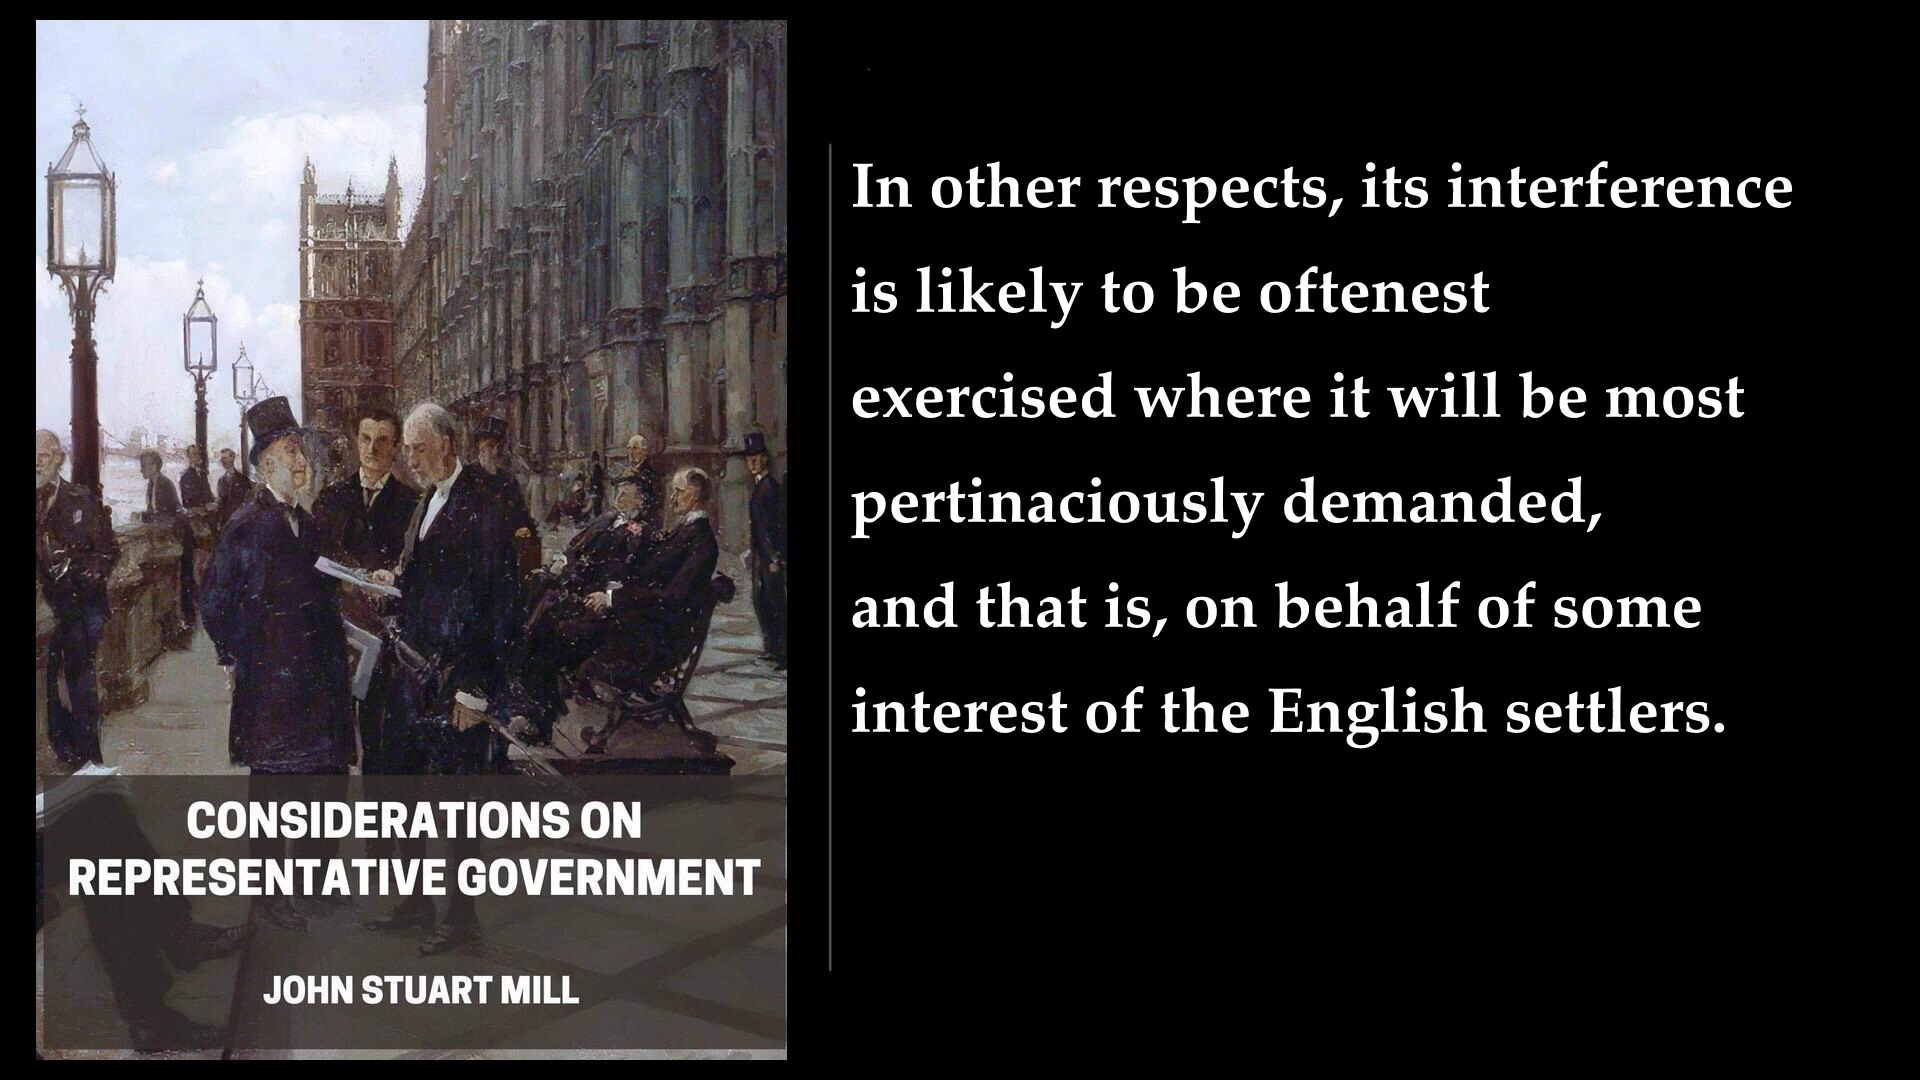 In other respects, its interference
is likely to be oftenest
exercised where it will be most
pertinaciously demanded,
and that is, on behalf of some
interest of the English settlers.
CONSIDERATIONS ON
REPRESENTATIVE GOVERNMENT
JOHN STUART MILL